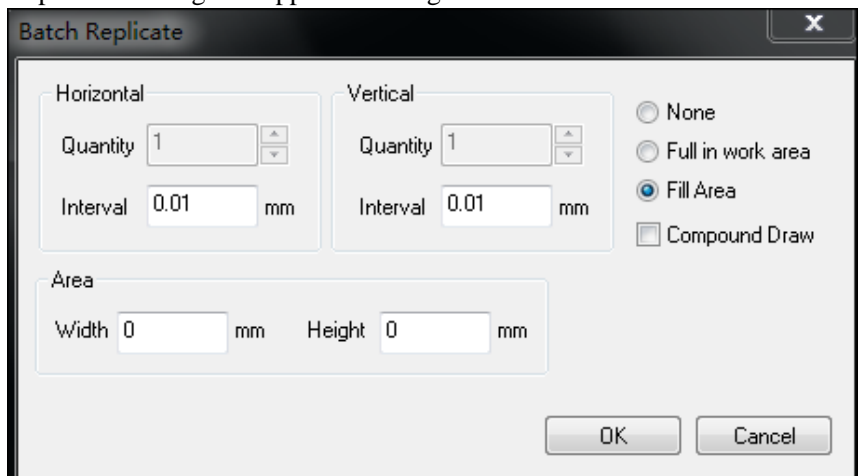 Batch Replicate
x
Horizontal
Quantity 1
Interval 0.01 mm
Vertical
Quantity 1
Interval 0.01 mm
None
Full in work area
Fill Area
Compound Draw
Area
Width 0 mm Height 0 mm
OK Cancel